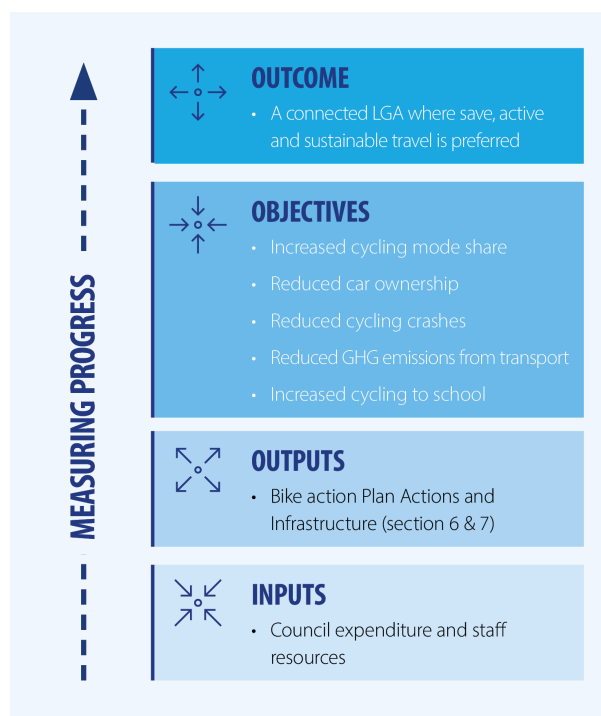 MEASURING PROGRESS
OUTCOME
• A connected LGA where save, active
and sustainable travel is preferred
OBJECTIVES
• Increased cycling mode share
• Reduced car ownership
• Reduced cycling crashes
• Reduced GHG emissions from transport
• Increased cycling to school
OUTPUTS
• Bike action Plan Actions and
Infrastructure (section 6 & 7)
INPUTS
• Council expenditure and staff
resources